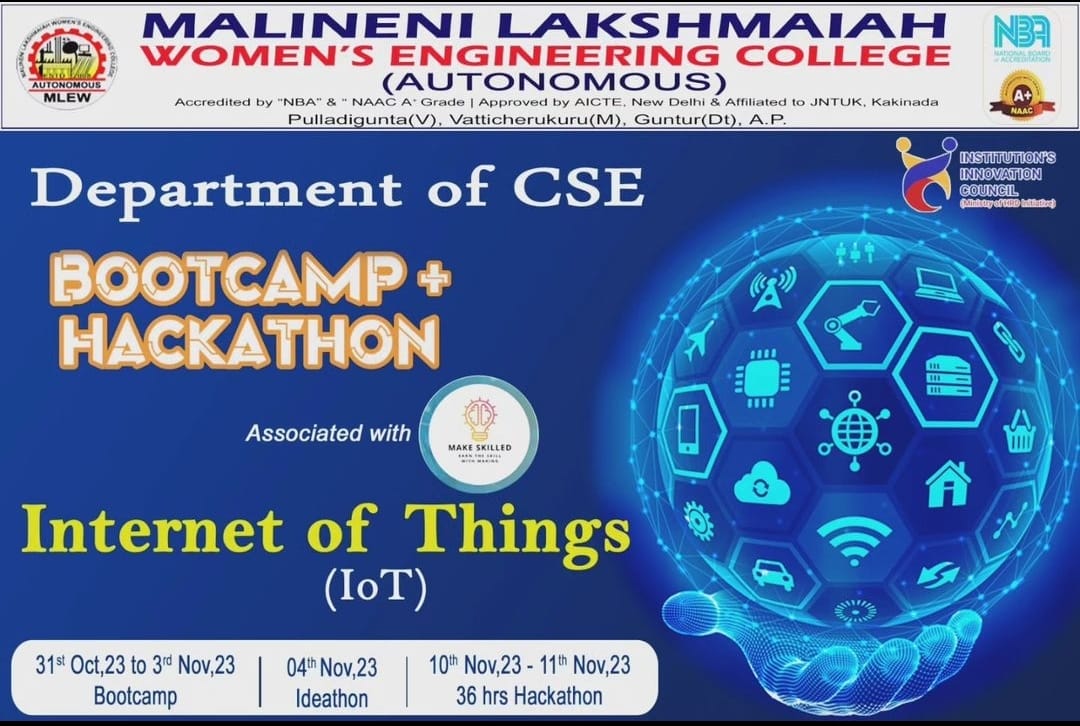 MALINENI LAKSHMAIAH
WOMEN'S ENGINEERING COLLEGE
(AUTONOMOUS)
Accredited by "NBA" & " NAAC A+ Grade | Approved by AICTE, New Delhi & Affiliated to JNTUK, Kakinada
Pulladigunta(V), Vatticherukuru(M), Guntur(Dt), A.P.
MALINENI LAKSHMAIAH WOMEN'S ENGINEERING COLLEGE
AUTONOMOUS
MLEW
NBA
NATIONAL BOARD
of ACCREDITATION
A+
NAAC
Department of CSE
INSTITUTION'S
INNOVATION
COUNCIL
(Ministry of HRD Initiative)
BOOTCAMP +
HACKATHON
Associated with
MAKE SKILLED
EARN THE SKILL
WITH MAKING
Internet of Things
(IoT)
31st Oct,23 to 3rd Nov,23
Bootcamp
04th Nov,23
Ideathon
10th Nov,23 - 11th Nov,23
36 hrs Hackathon